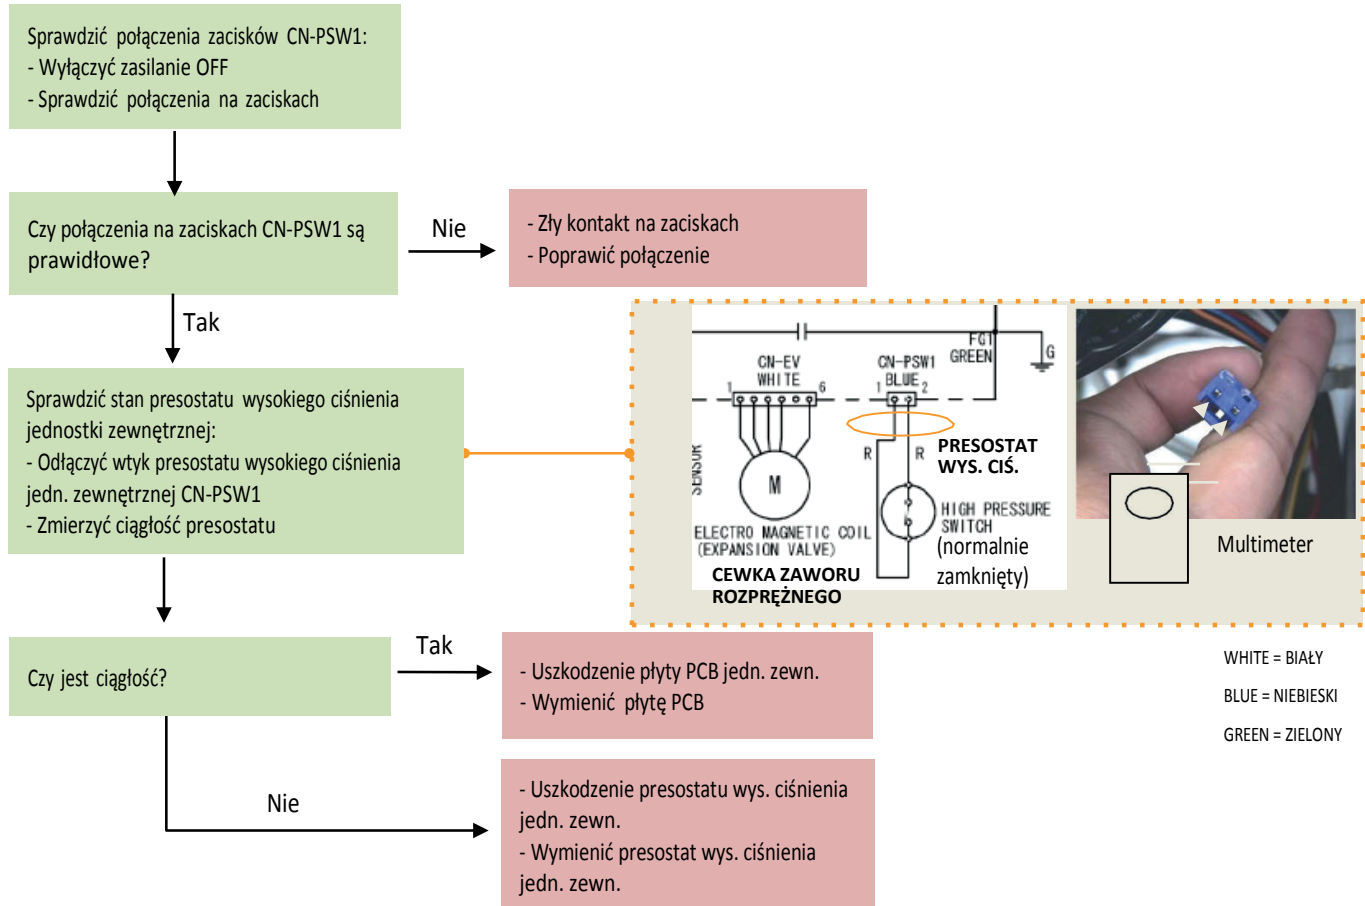 Sprawdzić połączenia zacisków CN-PSW1:
- Wyłączyć zasilanie OFF
- Sprawdzić połączenia na zaciskach
Czy połączenia na zaciskach CN-PSW1 są
prawidłowe?
Nie
- Zły kontakt na zaciskach
- Poprawić połączenie
Tak
Sprawdzić stan presostatu wysokiego ciśnienia
jednostki zewnętrznej:
- Odłączyć wtyk presostatu wysokiego ciśnienia
jedn. zewnętrznej CN-PSW1
- Zmierzyć ciągłość presostatu
FG1
GREEN
G
CN-EV
WHITE
1
6
CN-PSW1
BLUE
1
2
SENSOR
M
R
R
PRESOSTAT
WYS. CIŚ.
HIGH PRESSURE
SWITCH
(normalnie
zamknięty)
ELECTRO MAGNETIC COIL
(EXPANSION VALVE)
CEWKA ZAWORU
ROZPRĘŻNEGO
Multimeter
Czy jest ciągłość?
Tak
- Uszkodzenie płyty PCB jedn. zewn.
- Wymienić płytę PCB
WHITE = BIAŁY
BLUE = NIEBIESKI
GREEN = ZIELONY
Nie
- Uszkodzenie presostatu wys. ciśnienia
jedn. zewn.
- Wymienić presostat wys. ciśnienia
jedn. zewn.